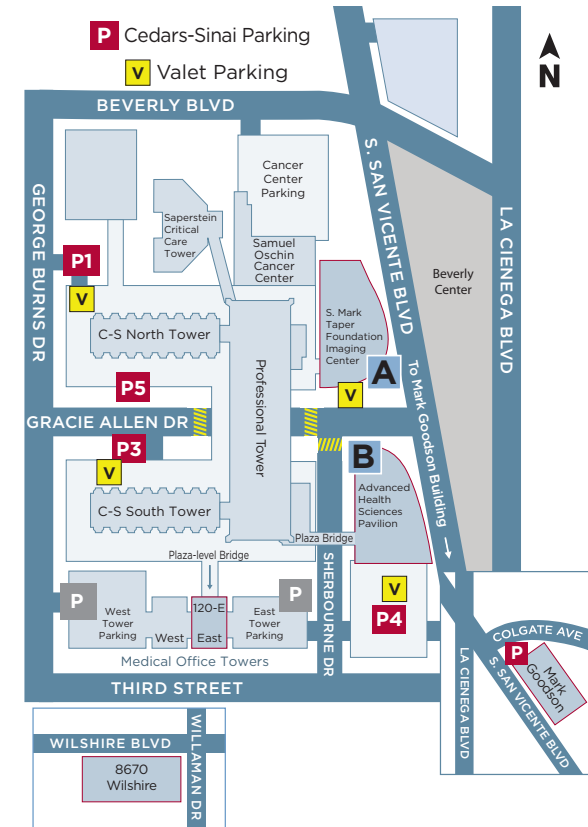 P Cedars-Sinai Parking
V Valet Parking
N
BEVERLY BLVD
S. SAN VICENTE BLVD
LA CIENEGA BLVD
GEORGE BURNS DR
Cancer
Center
Parking
Saperstein
Critical
Care
Tower
Samuel
Oschin
Cancer
Center
Beverly
Center
P1
V
S. Mark
Taper
Foundation
Imaging
Center
C-S North Tower
Professional Tower
A
To Mark Goodson Building
P5
V
GRACIE ALLEN DR
P3
B
V
Advanced
Health
Sciences
Pavilion
C-S South Tower
Plaza Bridge
Plaza-level Bridge
SHERBOURNE DR
P
West
Tower
Parking
West
120-E
East
East
Tower
Parking
P
V
P4
Medical Office Towers
THIRD STREET
COLGATE AVE
P
Mark
Goodson
LA CIENEGA BLVD
S. SAN VICENTE BLVD
WILSHIRE BLVD
WILLAMAN DR
8670
Wilshire